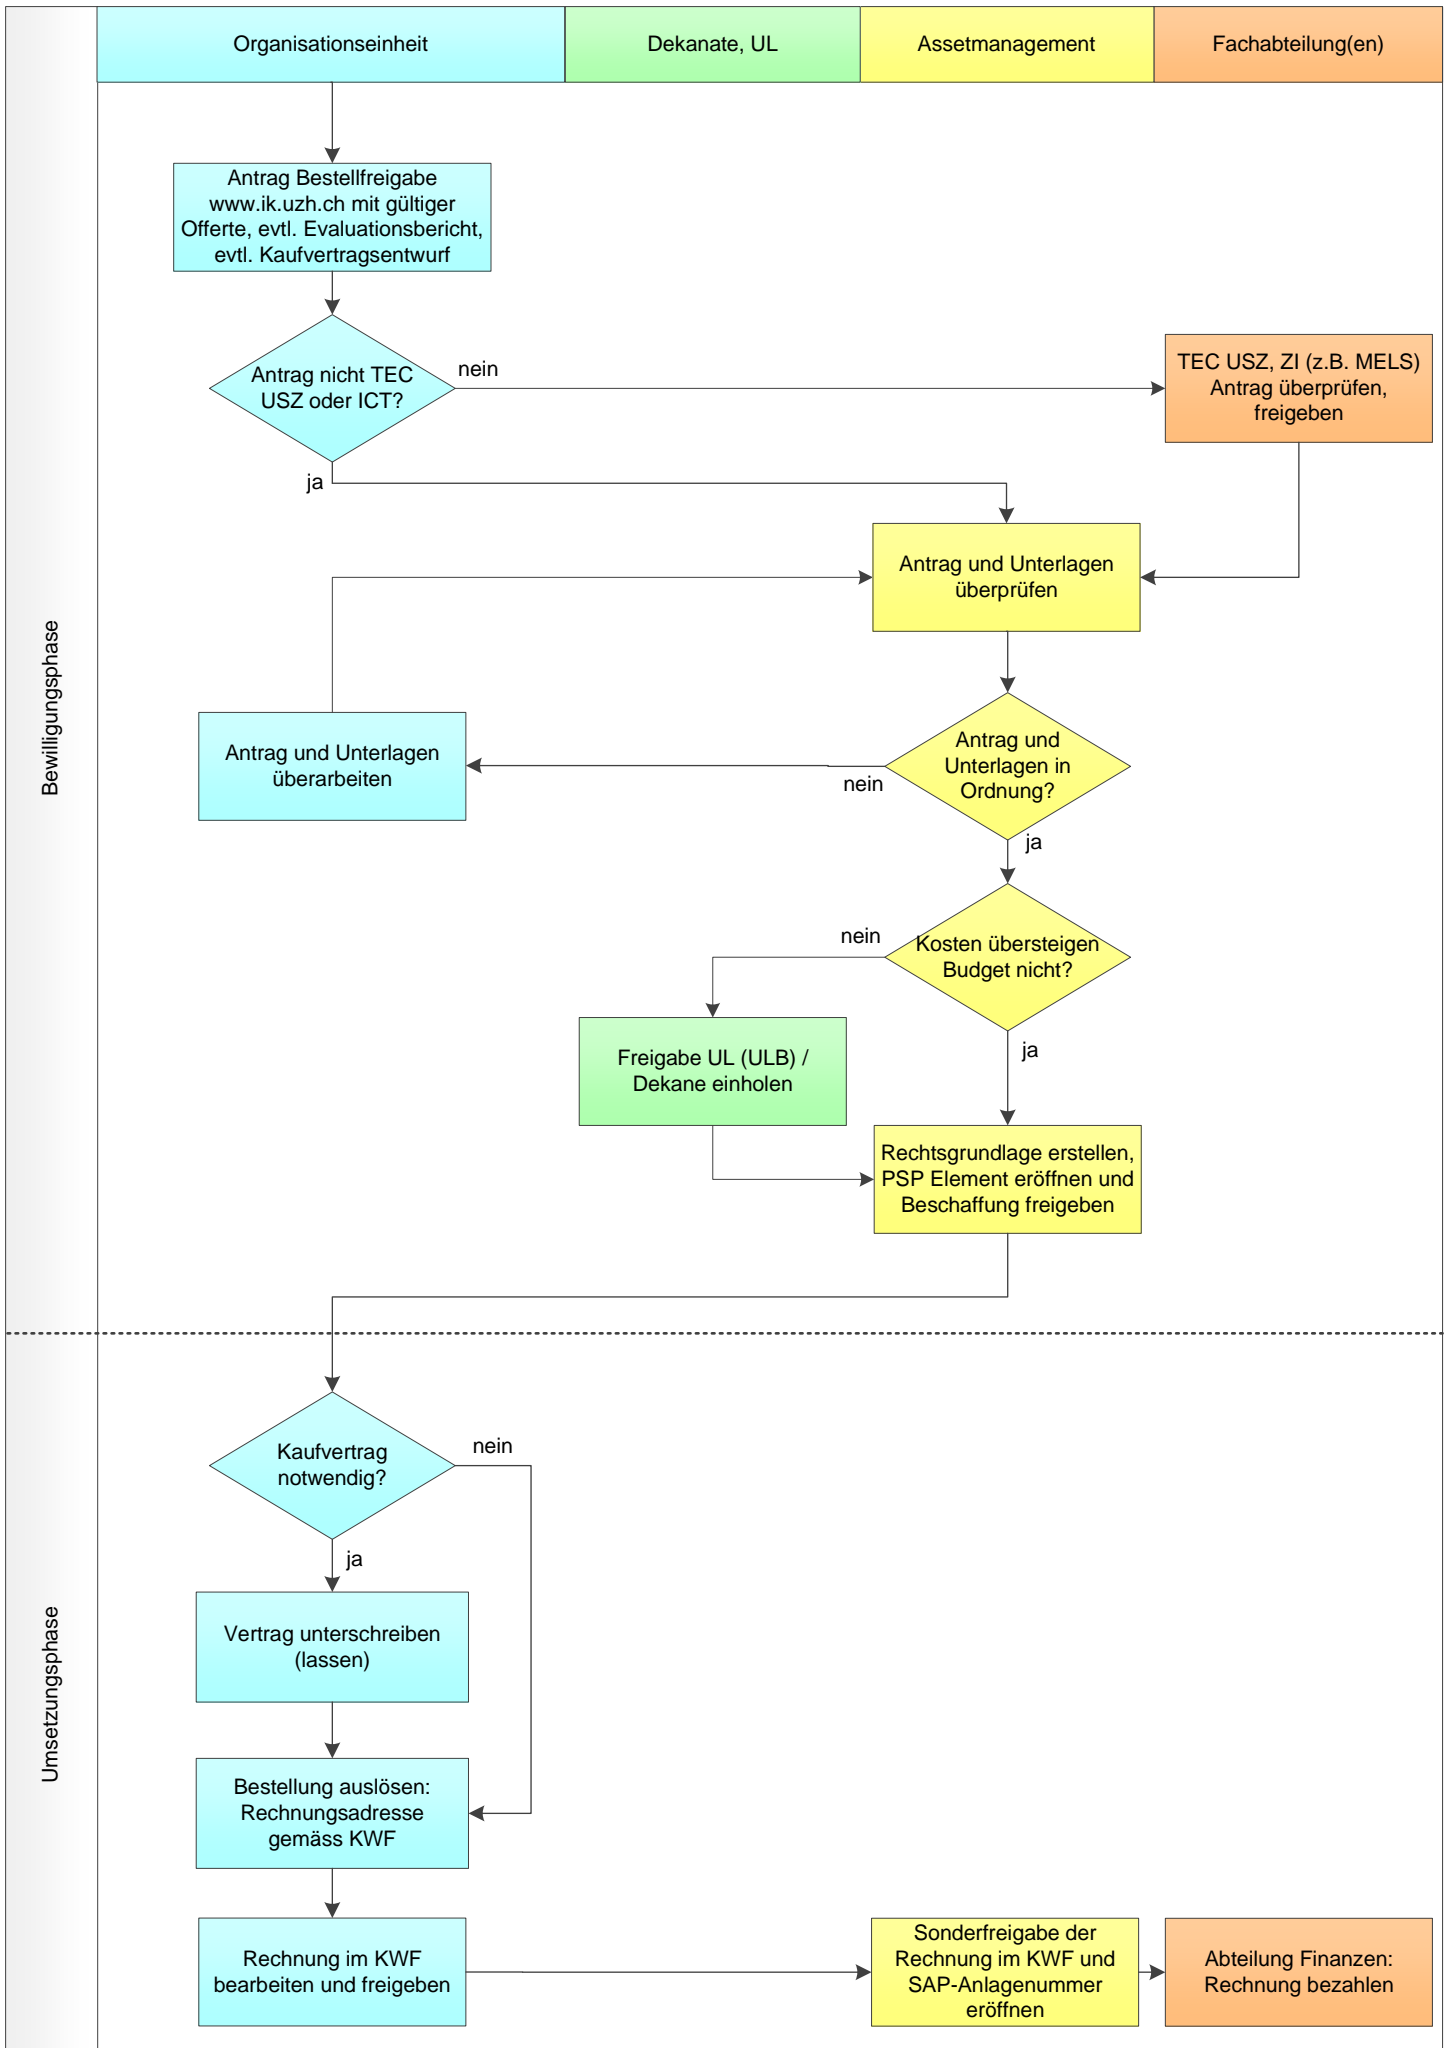 Organisationseinheit
Dekanate, UL
Assetmanagement
Fachabteilung(en)
Bewilligungsphase
Antrag Bestellfreigabe
www.ik.uzh.ch mit gültiger
Offerte, evtl. Evaluationsbericht,
evtl. Kaufvertragsentwurf
Antrag nicht TEC
USZ oder ICT?
nein
TEC USZ, ZI (z.B. MELS)
Antrag überprüfen,
freigeben
ja
Antrag und Unterlagen
überprüfen
Antrag und Unterlagen
überarbeiten
Antrag und
Unterlagen in
Ordnung?
nein
ja
Kosten übersteigen
Budget nicht?
nein
ja
Freigabe UL (ULB) /
Dekane einholen
Rechtsgrundlage erstellen,
PSP Element eröffnen und
Beschaffung freigeben
Umsetzungsphase
Kaufvertrag
notwendig?
nein
ja
Vertrag unterschreiben
(lassen)
Bestellung auslösen:
Rechnungsadresse
gemäss KWF
Rechnung im KWF
bearbeiten und freigeben
Sonderfreigabe der
Rechnung im KWF und
SAP-Anlagenummer
eröffnen
Abteilung Finanzen:
Rechnung bezahlen